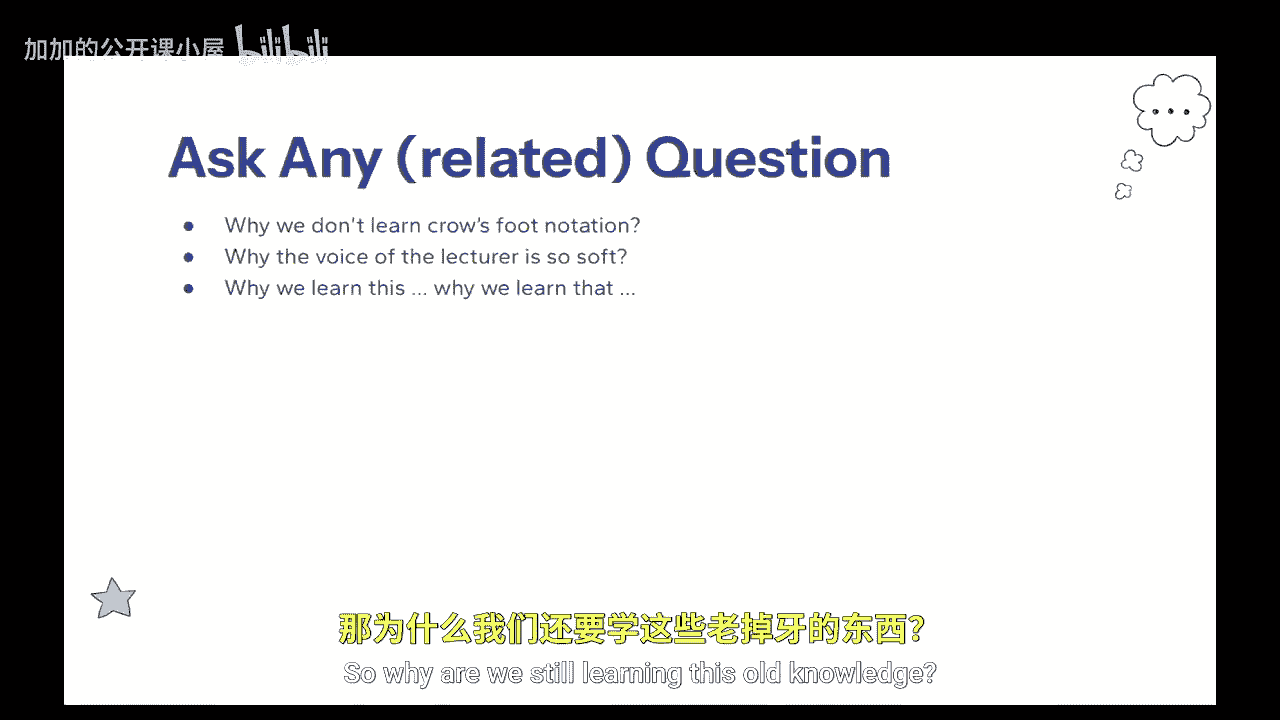 加加的公开课小屋 bilibili
Ask Any (related) Question
● Why we don't learn crow's foot notation?
● Why the voice of the lecturer is so soft?
● Why we learn this ... why we learn that ...
那为什么我们还要学这些老掉牙的东西?
So why are we still learning this old knowledge?